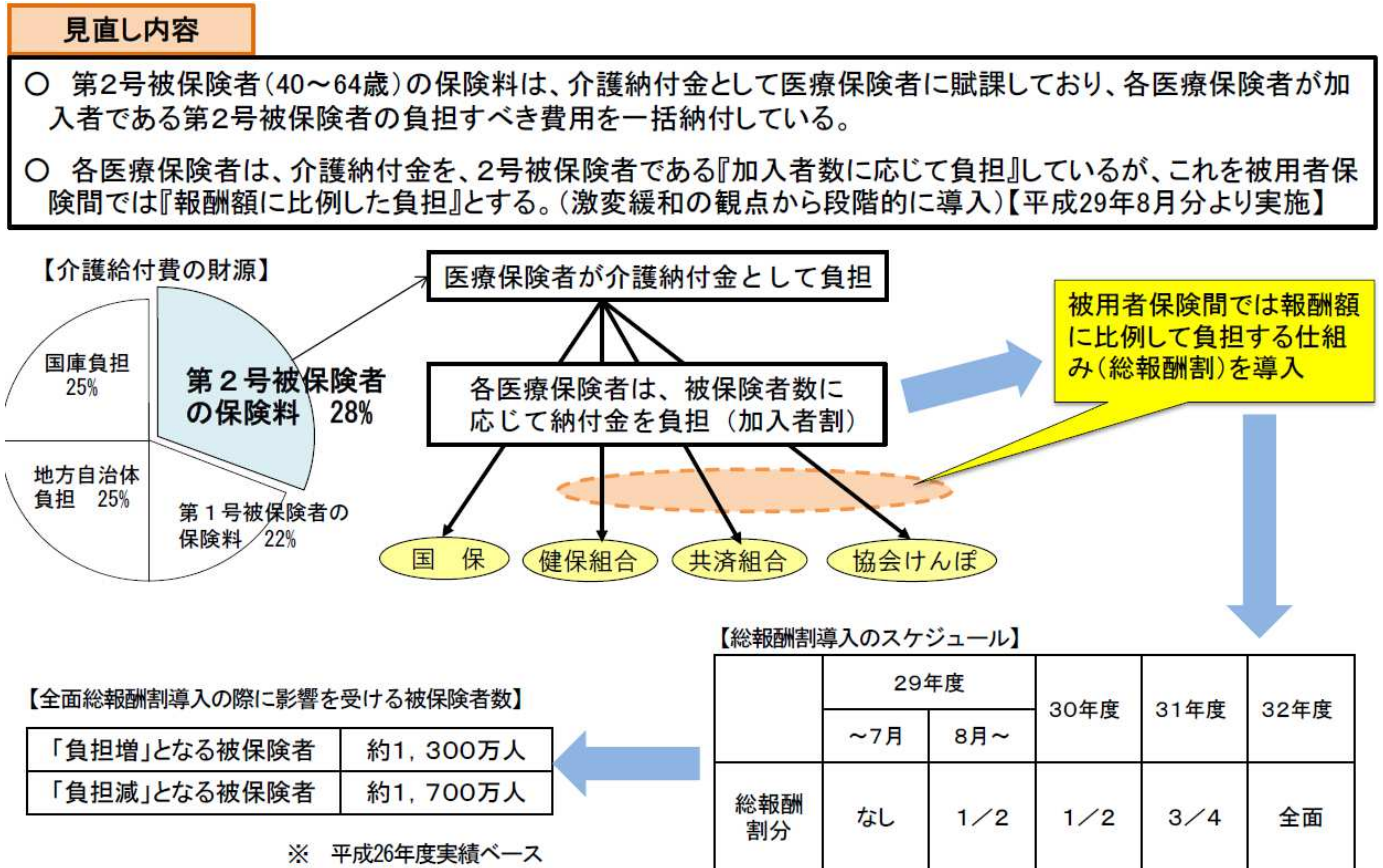 見直し内容
○ 第2号被保険者(40～64歳)の保険料は、介護納付金として医療保険者に賦課しており、各医療保険者が加
入者である第2号被保険者の負担すべき費用を一括納付している。
○ 各医療保険者は、介護納付金を、2号被保険者である『加入者数に応じて負担』しているが、これを被用者保
険間では『報酬額に比例した負担』とする。(激変緩和の観点から段階的に導入)【平成29年8月分より実施】
【介護給付費の財源】
国庫負担
25%
第２号被保険者
の保険料 28%
地方自治体
負担 25%
第１号被保険者の
保険料 22%
医療保険者が介護納付金として負担
各医療保険者は、被保険者数に
応じて納付金を負担（加入者割）
国 保
健保組合
共済組合
協会けんぽ
被用者保険間では報酬額
に比例して負担する仕組
み(総報酬割)を導入
【総報酬割導入のスケジュール】
29年度
30年度
31年度
32年度
～7月
8月～
総報酬
割分
なし
1／2
1／2
3／4
全面
【全面総報酬割導入の際に影響を受ける被保険者数】
「負担増」となる被保険者
約1，300万人
「負担減」となる被保険者
約1，700万人
※ 平成26年度実績ベース